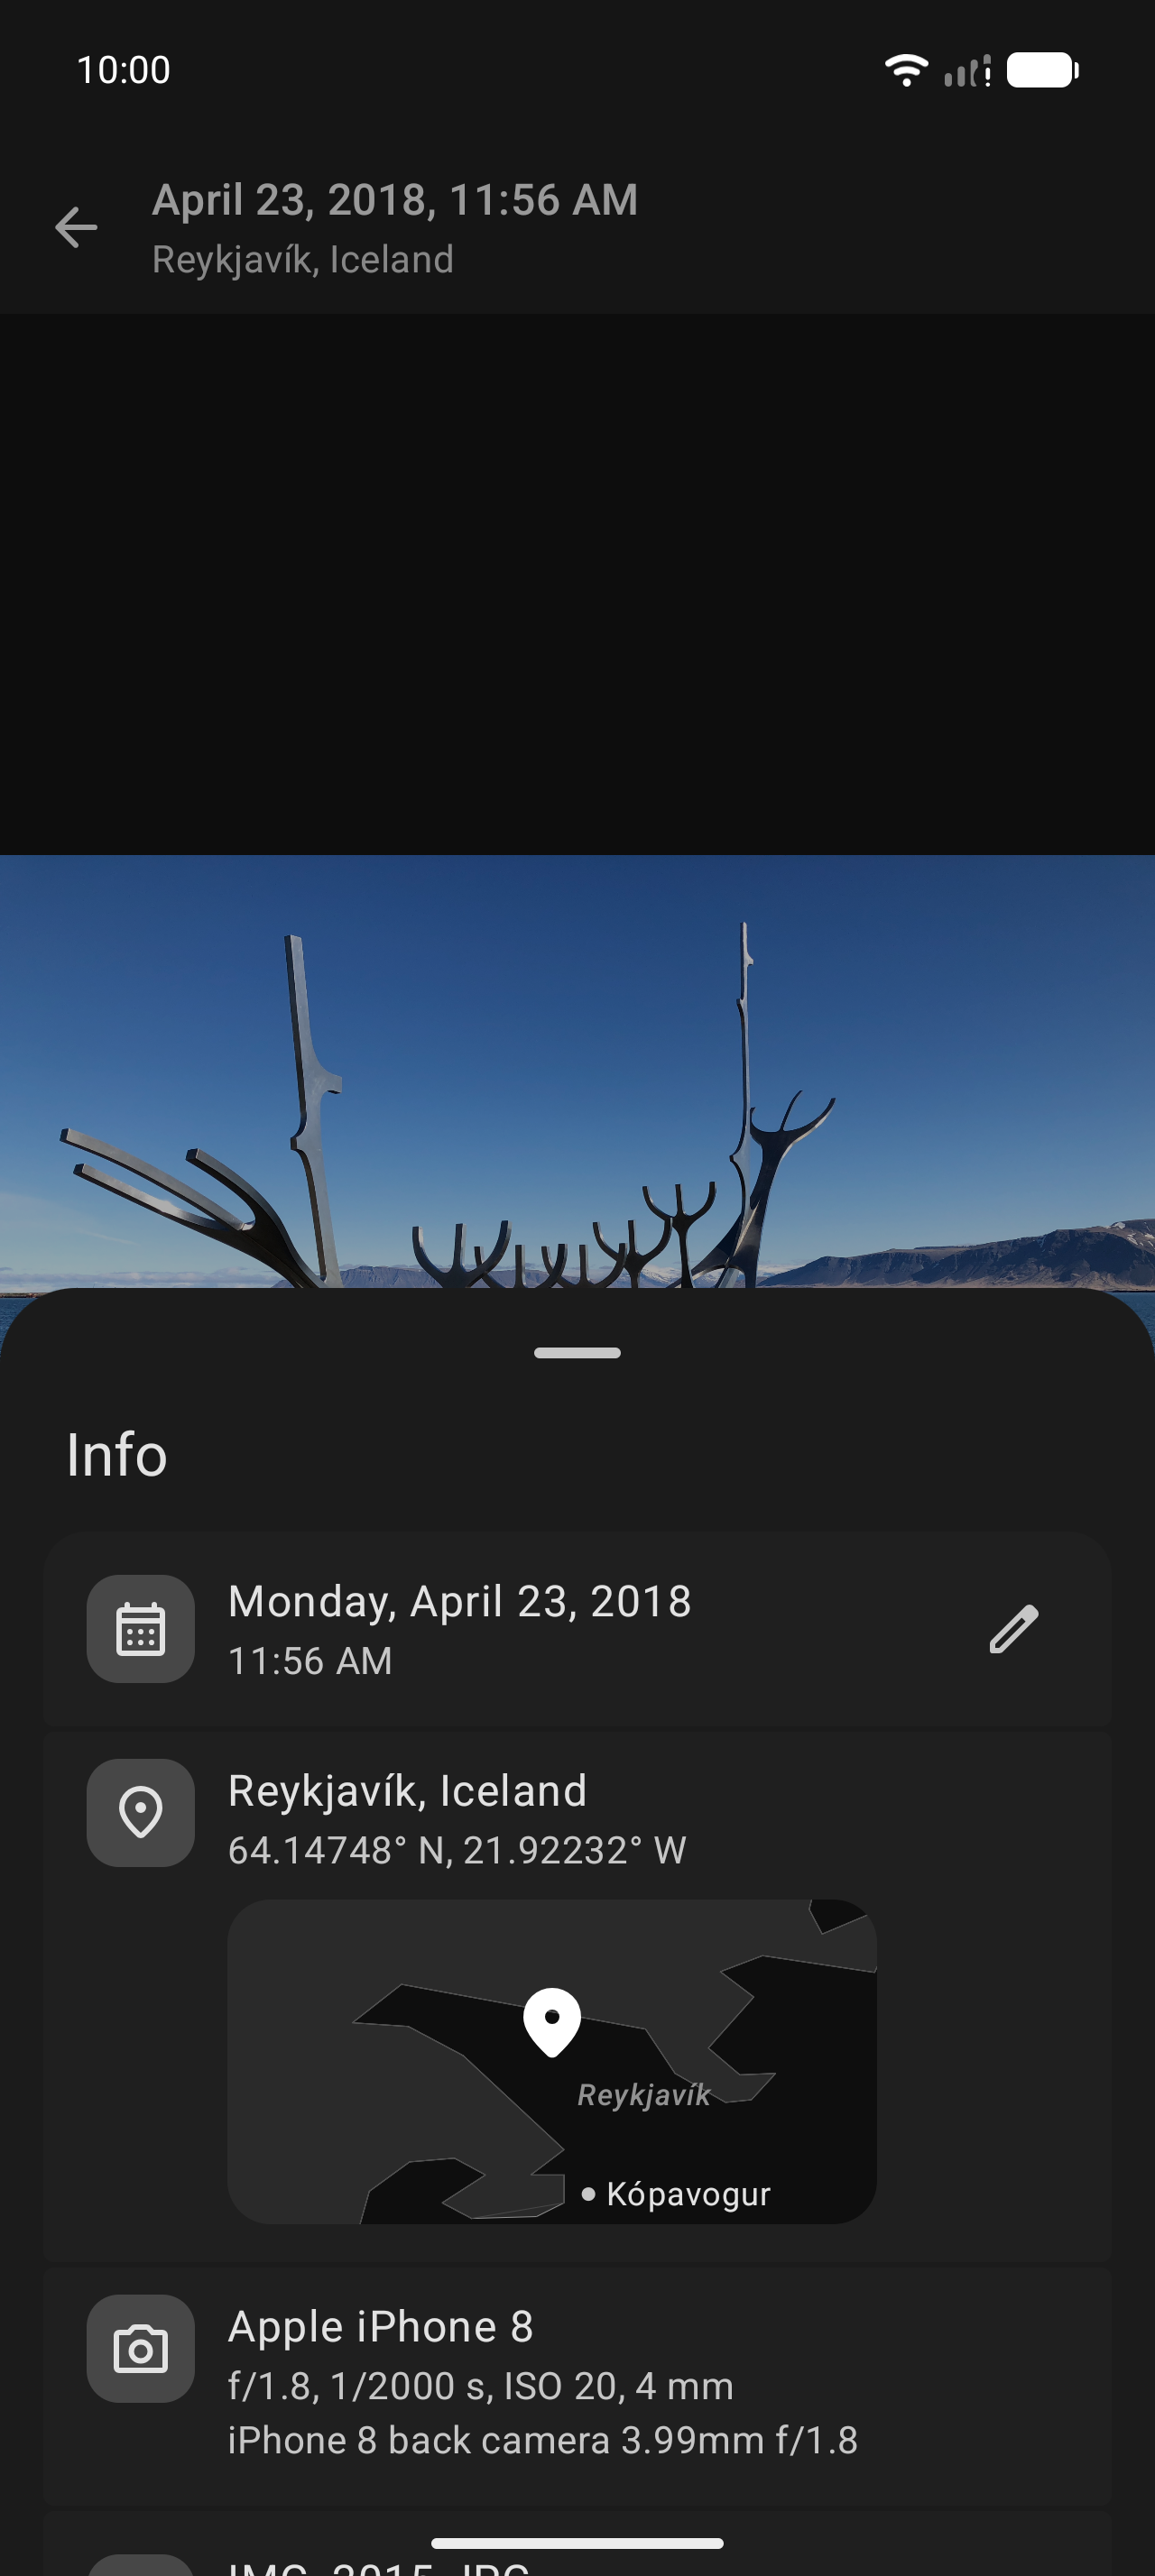 10:00
April 23, 2018, 11:56 AM
Reykjavík, Iceland
Info
Monday, April 23, 2018
11:56 AM
Reykjavík, Iceland
64.14748° N, 21.92232° W
Reykjavík
Kópavogur
Apple iPhone 8
f/1.8, 1/2000 s, ISO 20, 4 mm
iPhone 8 back camera 3.99mm f/1.8